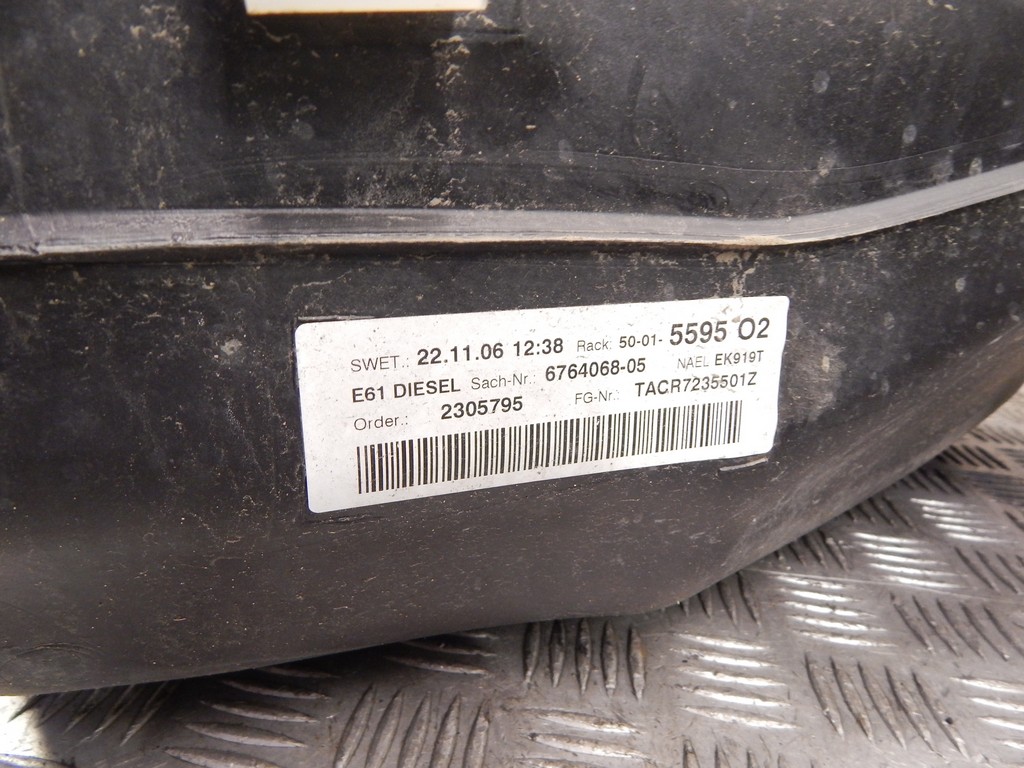 SWET.: 22.11.06 12:38 Rack: 50-01- 5595 02
E61 DIESEL Sach-Nr.: 6764068-05 NAEL EK919T
Order.: 2305795 FG-Nr.: TACR7235501Z